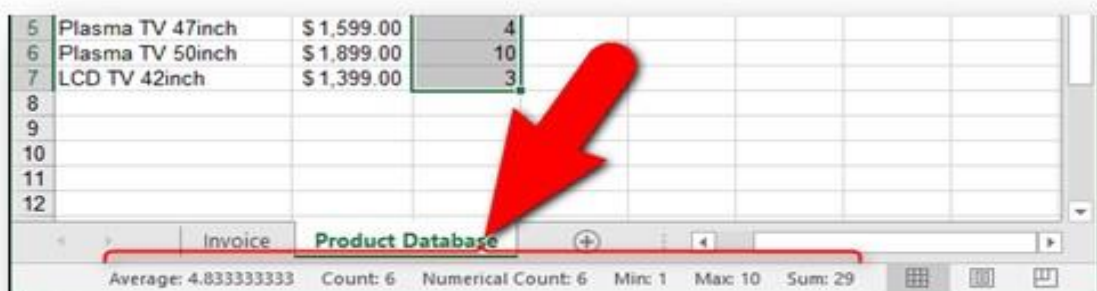 5 Plasma TV 47inch $1,599.00 4
6 Plasma TV 50inch $1,899.00 10
7 LCD TV 42inch $1,399.00 3
8
9
10
11
12
Invoice Product Database
Average: 4.833333333 Count: 6 Numerical Count: 6 Min: 1 Max: 10 Sum: 29